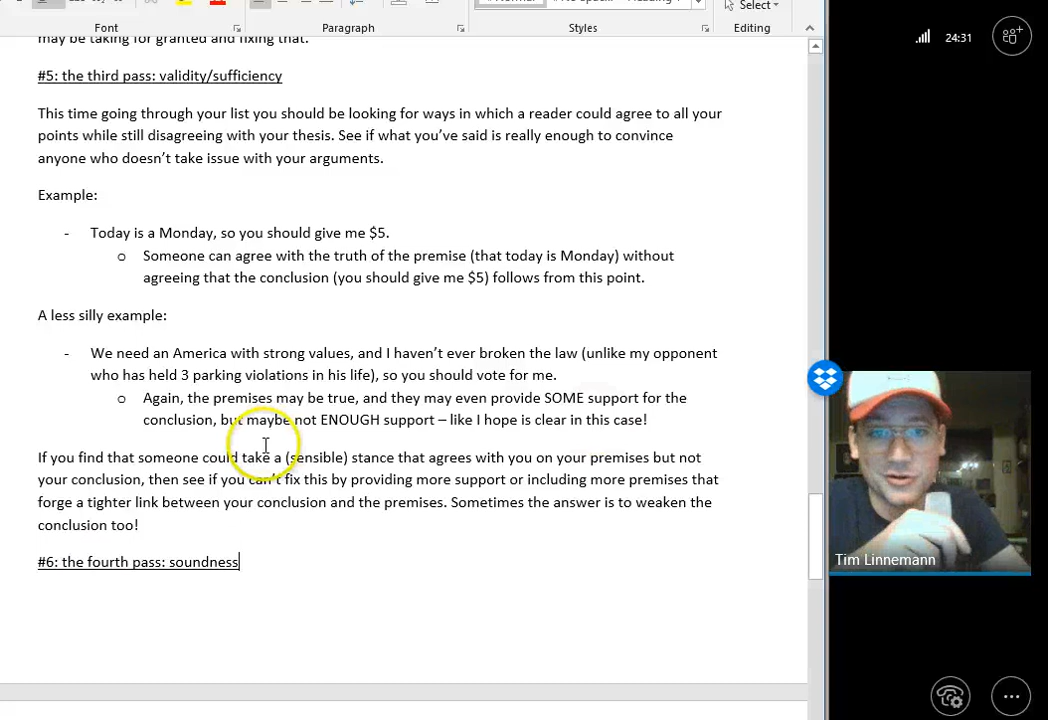 Select
Font
Paragraph
Styles
Editing
24:31
may be taking for granted and fixing that.
#5: the third pass: validity/sufficiency
This time going through your list you should be looking for ways in which a reader could agree to all your
points while still disagreeing with your thesis. See if what you've said is really enough to convince
anyone who doesn't take issue with your arguments.
Example:
- Today is a Monday, so you should give me $5.
o Someone can agree with the truth of the premise (that today is Monday) without
agreeing that the conclusion (you should give me $5) follows from this point.
A less silly example:
- We need an America with strong values, and I haven't ever broken the law (unlike my opponent
who has held 3 parking violations in his life), so you should vote for me.
o Again, the premises may be true, and they may even provide SOME support for the
conclusion, but maybe not ENOUGH support – like I hope is clear in this case!
If you find that someone could take a (sensible) stance that agrees with you on your premises but not
your conclusion, then see if you can't fix this by providing more support or including more premises that
forge a tighter link between your conclusion and the premises. Sometimes the answer is to weaken the
conclusion too!
#6: the fourth pass: soundness
Tim Linnemann